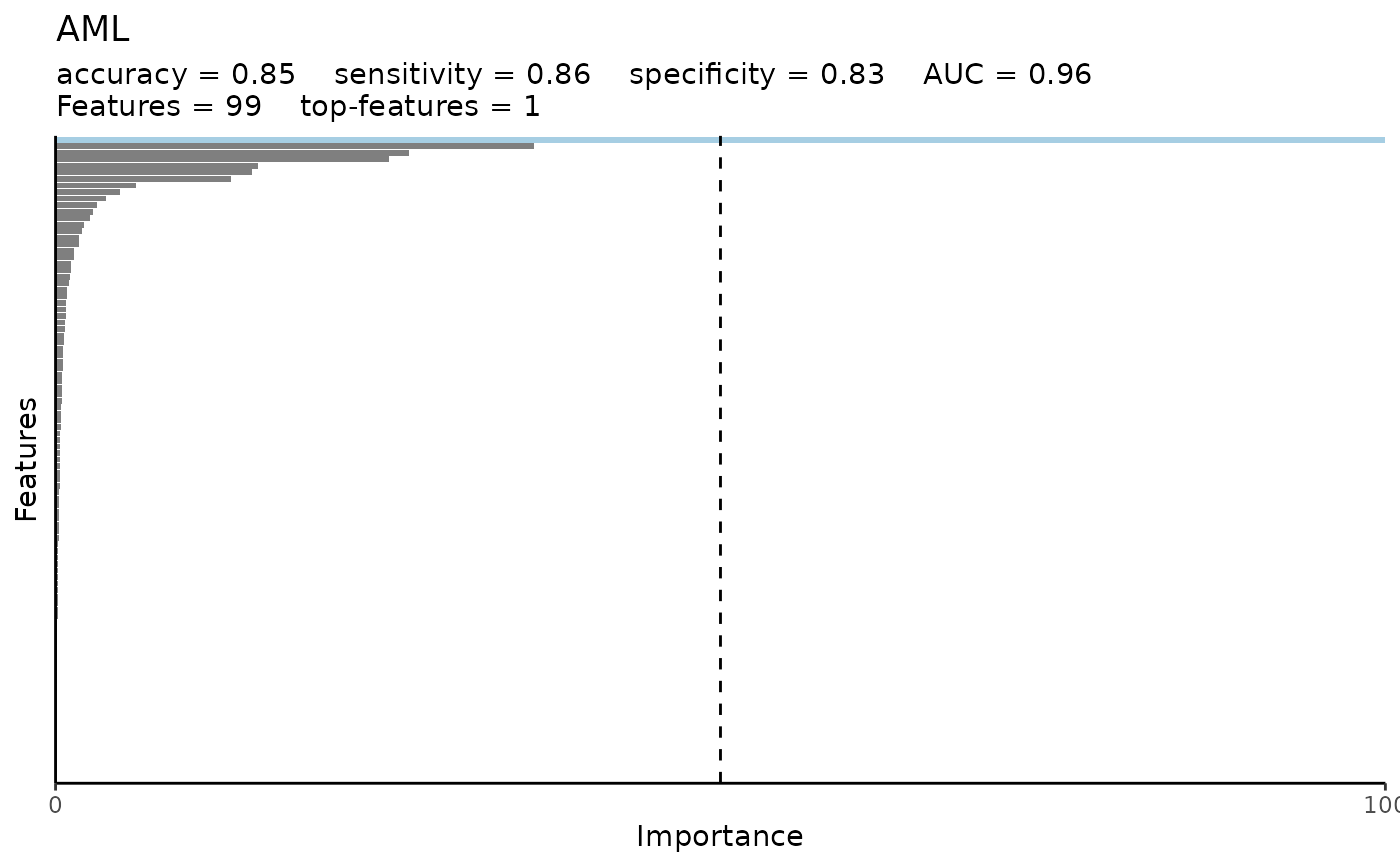 AML
accuracy = 0.85    sensitivity = 0.86    specificity = 0.83    AUC = 0.96
Features = 99    top-features = 1
Features
0
100
Importance